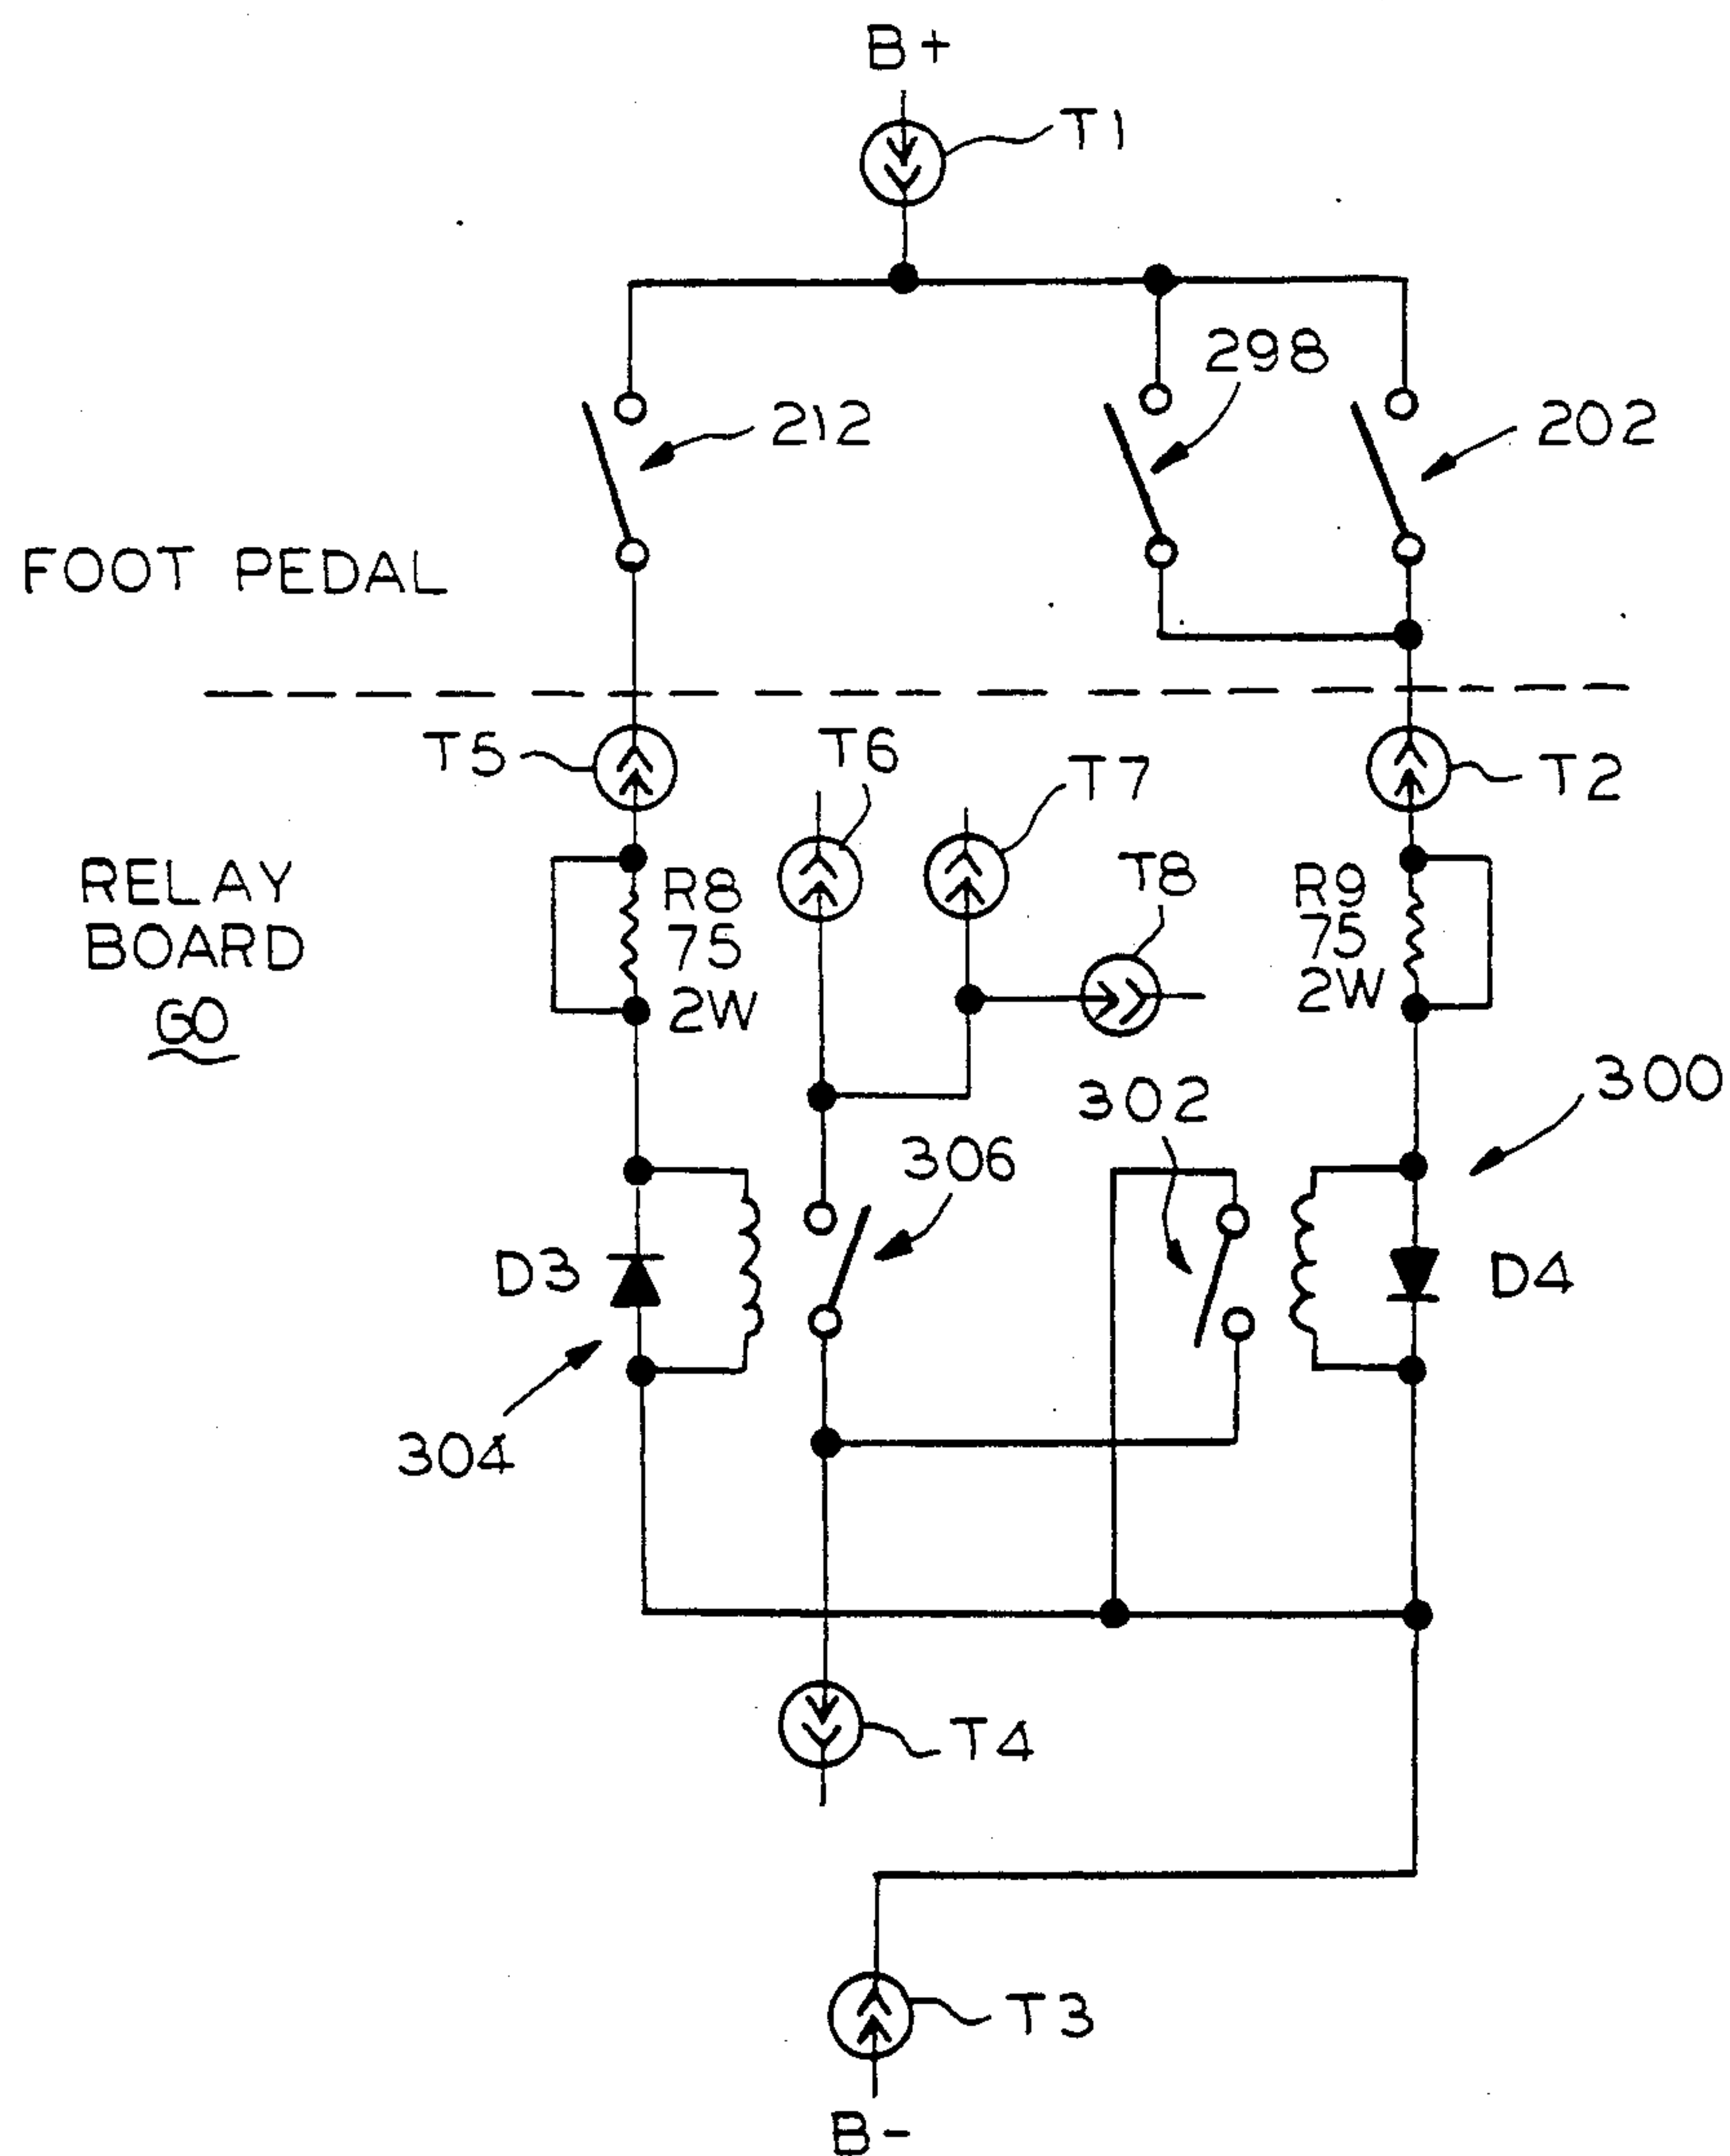 B+
T1
298
212
202
FOOT PEDAL
T5
T6
T7
T2
T8
RELAY
BOARD
60
R8
75
2W
R9
75
2W
302
300
306
D3
D4
304
T4
T3
B-